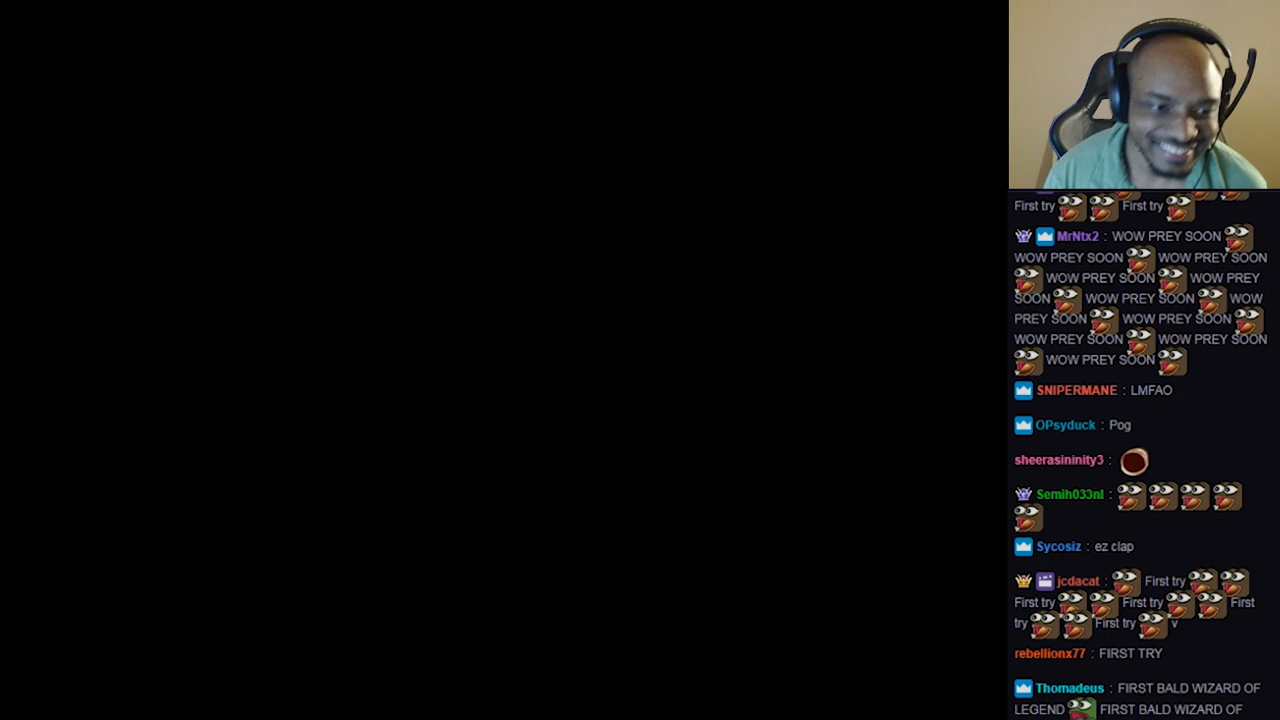 First try First try
MrNtx2 : WOW PREY SOON
WOW PREY SOON WOW PREY SOON
WOW PREY SOON WOW PREY
SOON WOW PREY SOON WOW
PREY SOON WOW PREY SOON
WOW PREY SOON WOW PREY SOON
WOW PREY SOON
SNIPERMANE : LMFAO
OPsyduck : Pog
sheerasininity3 :
Semih033nl :
Sycosiz : ez clap
jcdacat : First try
First try First try First
try First try v
rebellionx77 : FIRST TRY
Thomadeus : FIRST BALD WIZARD OF
LEGEND FIRST BALD WIZARD OF